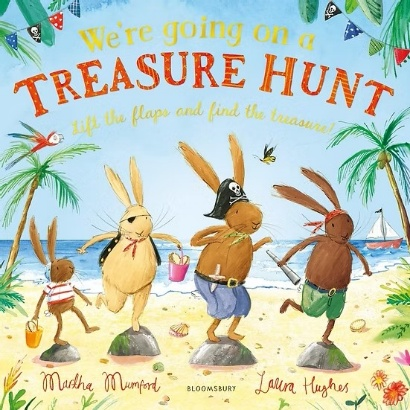 We're going on a
TREASURE HUNT
Lift the flaps and find the treasure!
Martha Mumford
BLOOMSBURY
Laura Hughes